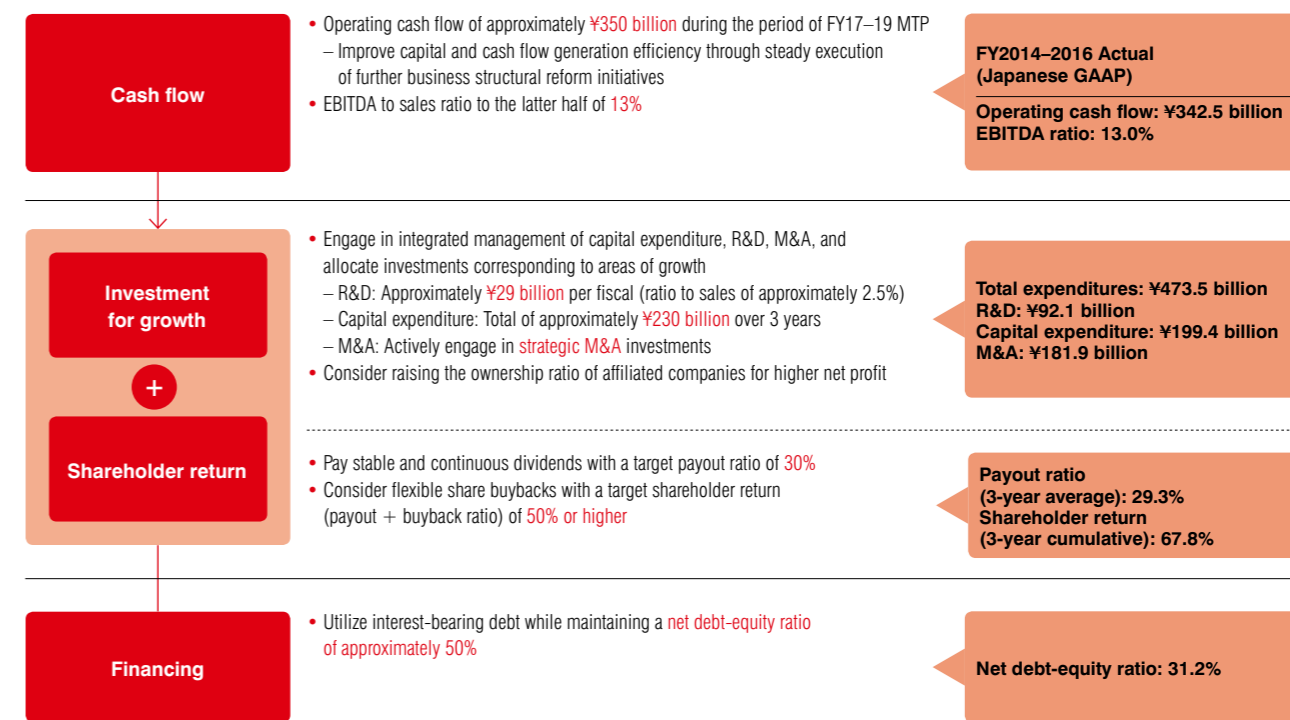 Cash flow
• Operating cash flow of approximately ¥350 billion during the period of FY17–19 MTP
– Improve capital and cash flow generation efficiency through steady execution
of further business structural reform initiatives
• EBITDA to sales ratio to the latter half of 13%
FY2014–2016 Actual
(Japanese GAAP)
Operating cash flow: ¥342.5 billion
EBITDA ratio: 13.0%
Investment
for growth
+
Shareholder return
• Engage in integrated management of capital expenditure, R&D, M&A, and
allocate investments corresponding to areas of growth
– R&D: Approximately ¥29 billion per fiscal (ratio to sales of approximately 2.5%)
– Capital expenditure: Total of approximately ¥230 billion over 3 years
– M&A: Actively engage in strategic M&A investments
• Consider raising the ownership ratio of affiliated companies for higher net profit
Total expenditures: ¥473.5 billion
R&D: ¥92.1 billion
Capital expenditure: ¥199.4 billion
M&A: ¥181.9 billion
• Pay stable and continuous dividends with a target payout ratio of 30%
• Consider flexible share buybacks with a target shareholder return
(payout + buyback ratio) of 50% or higher
Payout ratio
(3-year average): 29.3%
Shareholder return
(3-year cumulative): 67.8%
Financing
• Utilize interest-bearing debt while maintaining a net debt-equity ratio
of approximately 50%
Net debt-equity ratio: 31.2%